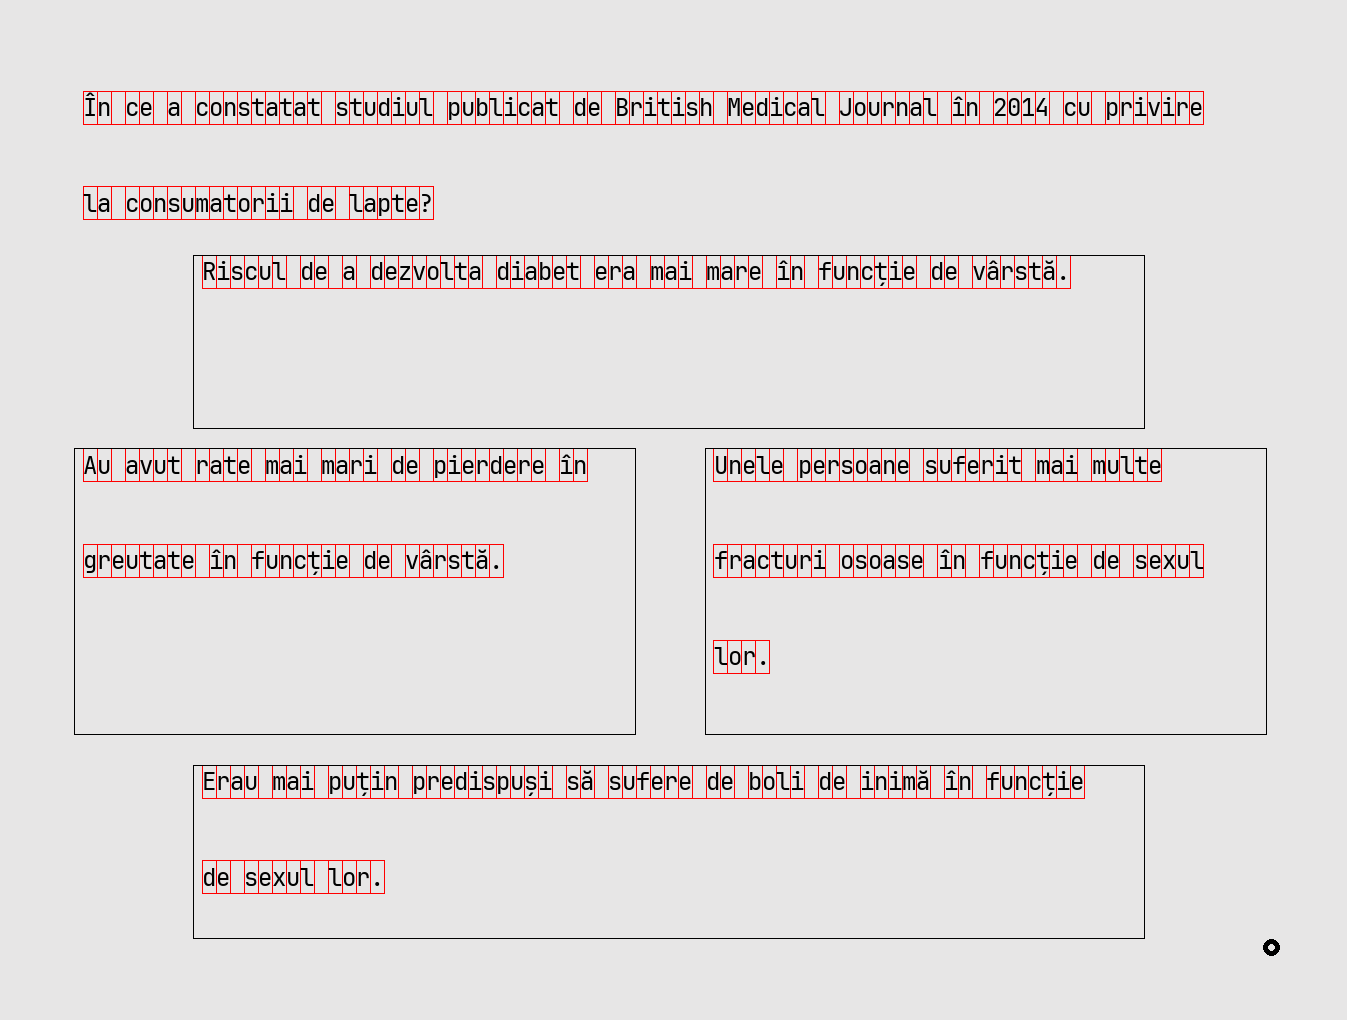 În ce a constatat studiul publicat de British Medical Journal în 2014 cu privire
la consumatorii de lapte?
Riscul de a dezvolta diabet era mai mare în funcție de vârstă.
Au avut rate mai mari de pierdere în
greutate în funcție de vârstă.
Unele persoane suferit mai multe
fracturi osoase în funcție de sexul
lor.
Erau mai puțin predispuși să sufere de boli de inimă în funcție
de sexul lor.